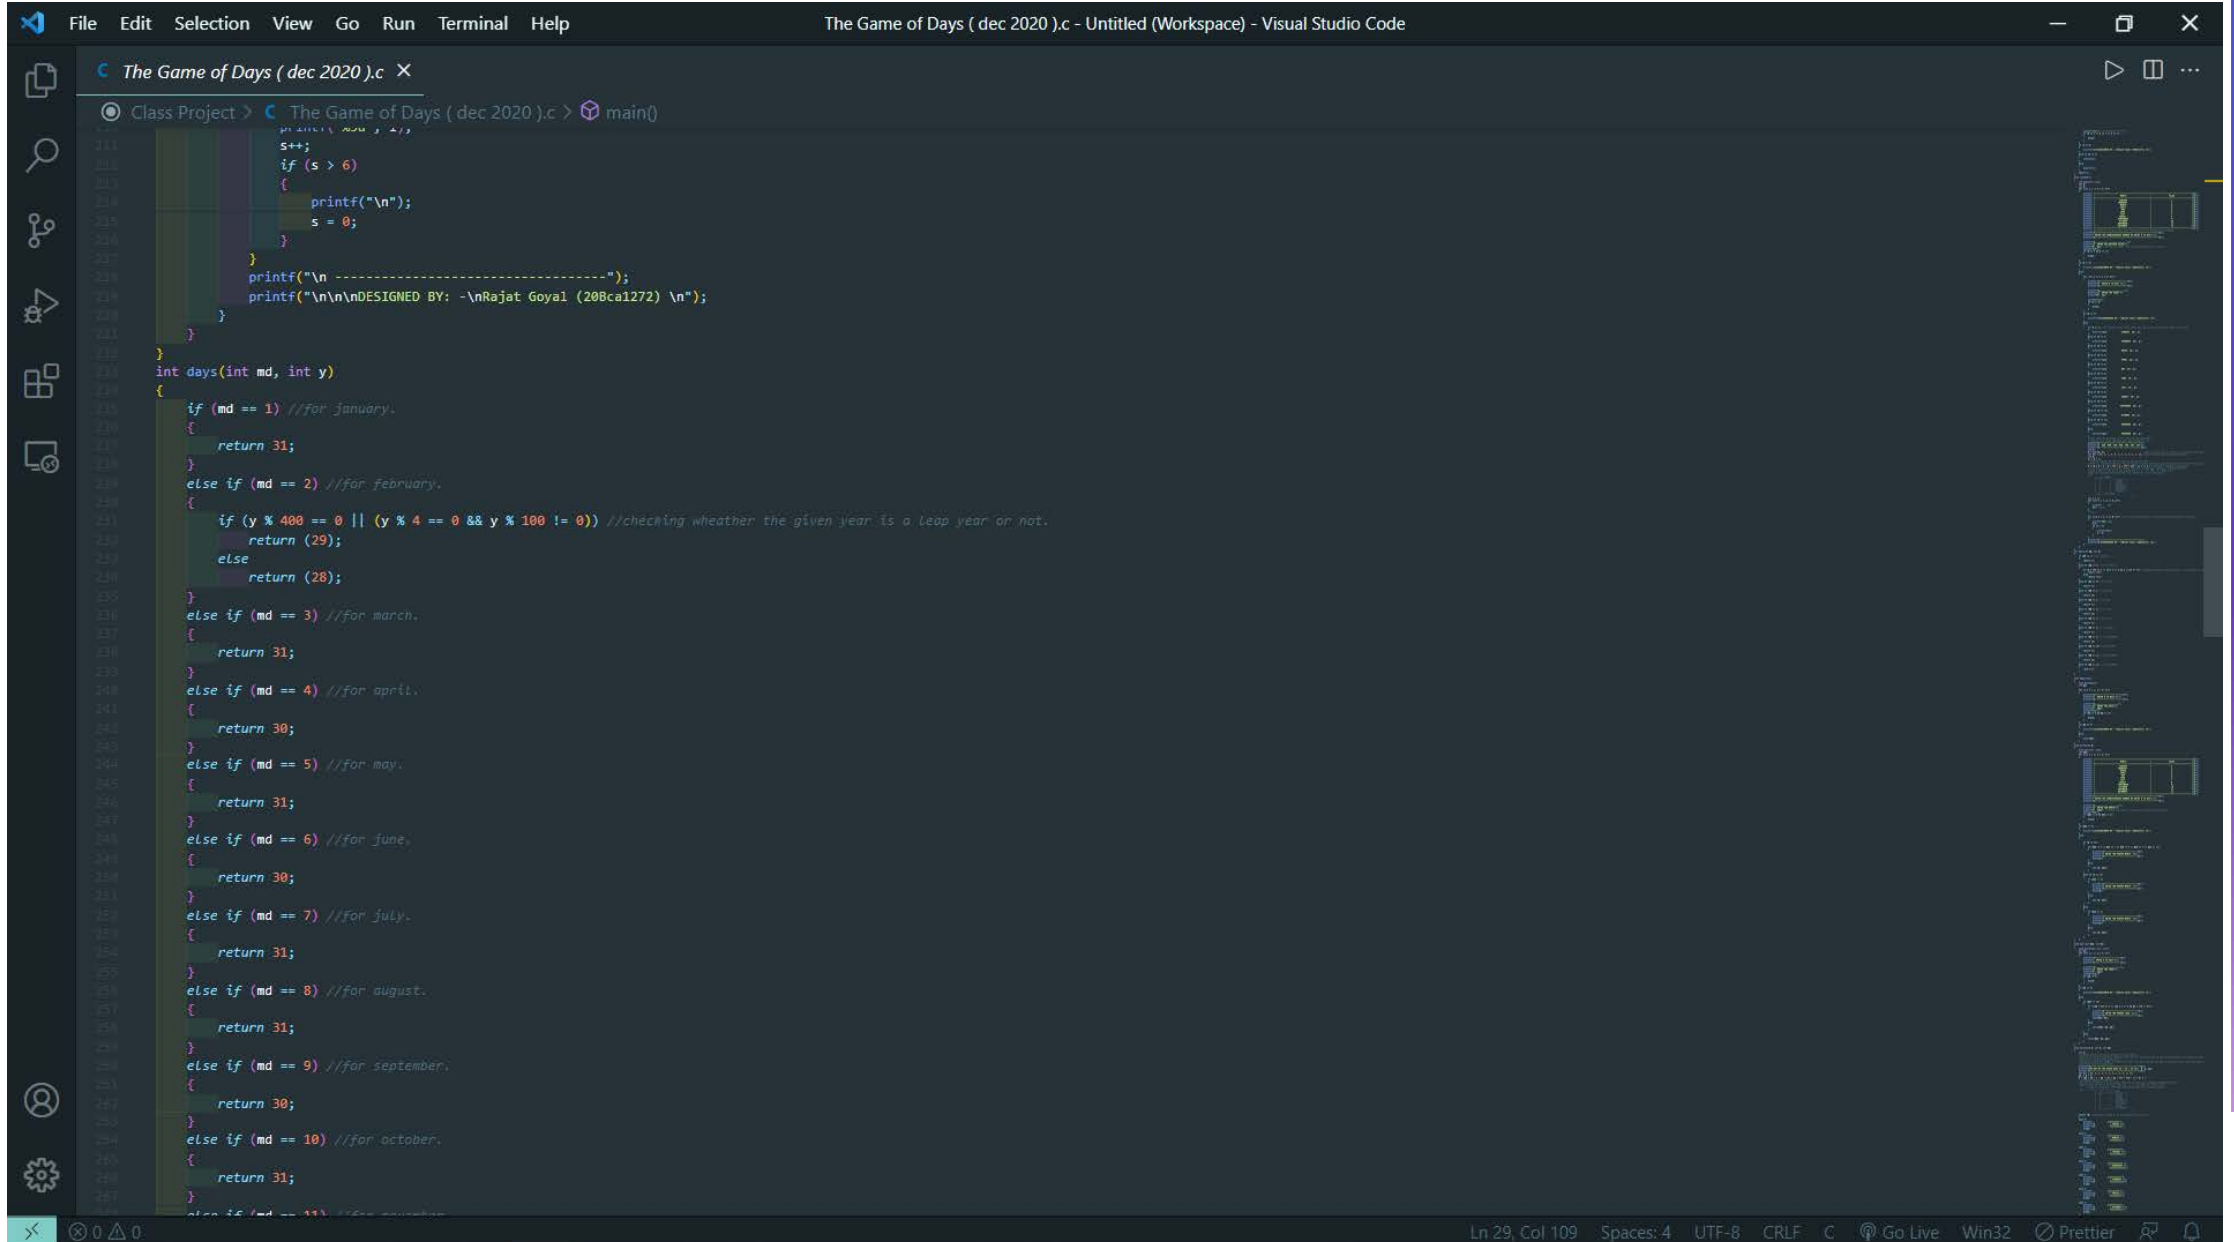 File Edit Selection View Go Run Terminal Help The Game of Days ( dec 2020 ).c - Untitled (Workspace) - Visual Studio Code
C The Game of Days ( dec 2020 ).c
Class Project > C The Game of Days ( dec 2020 ).c > main()
s++;
if (s > 6)
{
printf("\n");
s = 0;
}
}
printf("\n -----------------------------------");
printf("\n\n\nDESIGNED BY: -\nRajat Goyal (20Bca1272) \n");
}
}
}
int days(int md, int y)
{
if (md == 1) //for january.
{
return 31;
}
else if (md == 2) //for february.
{
if (y % 400 == 0 || (y % 4 == 0 && y % 100 != 0)) //checking wheather the given year is a leap year or not.
return (29);
else
return (28);
}
else if (md == 3) //for march.
{
return 31;
}
else if (md == 4) //for april.
{
return 30;
}
else if (md == 5) //for may.
{
return 31;
}
else if (md == 6) //for june.
{
return 30;
}
else if (md == 7) //for july.
{
return 31;
}
else if (md == 8) //for august.
{
return 31;
}
else if (md == 9) //for september.
{
return 30;
}
else if (md == 10) //for october.
{
return 31;
}
else if (md == 11) //for november.
0 0 Ln 29, Col 109 Spaces: 4 UTF-8 CRLF C Go Live Win32 Prettier